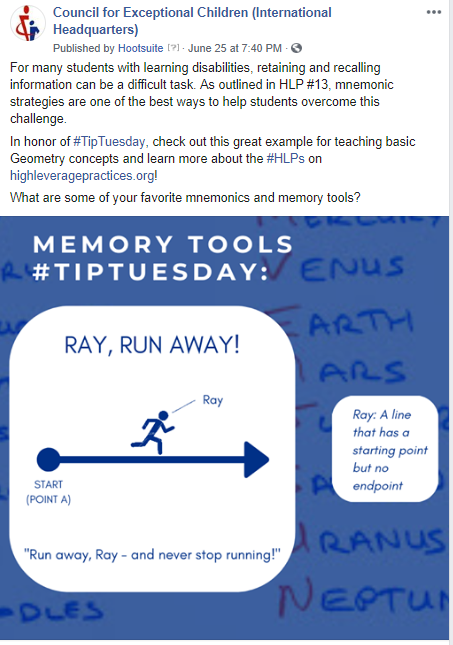 Council for Exceptional Children (International
Headquarters)
Published by Hootsuite [?] · June 25 at 7:40 PM ·
For many students with learning disabilities, retaining and recalling
information can be a difficult task. As outlined in HLP #13, mnemonic
strategies are one of the best ways to help students overcome this
challenge.
In honor of #TipTuesday, check out this great example for teaching basic
Geometry concepts and learn more about the #HLPs on
highleveragepractices.org!
What are some of your favorite mnemonics and memory tools?
MERCURY
MEMORY TOOLS
#TIPTUESDAY:
VENUS
EARTH
MARS
RAY, RUN AWAY!
Ray
START
(POINT A)
"Run away, Ray – and never stop running!"
Ray: A line
that has a
starting point
but no
endpoint
URANUS
NEPTUN
DLES